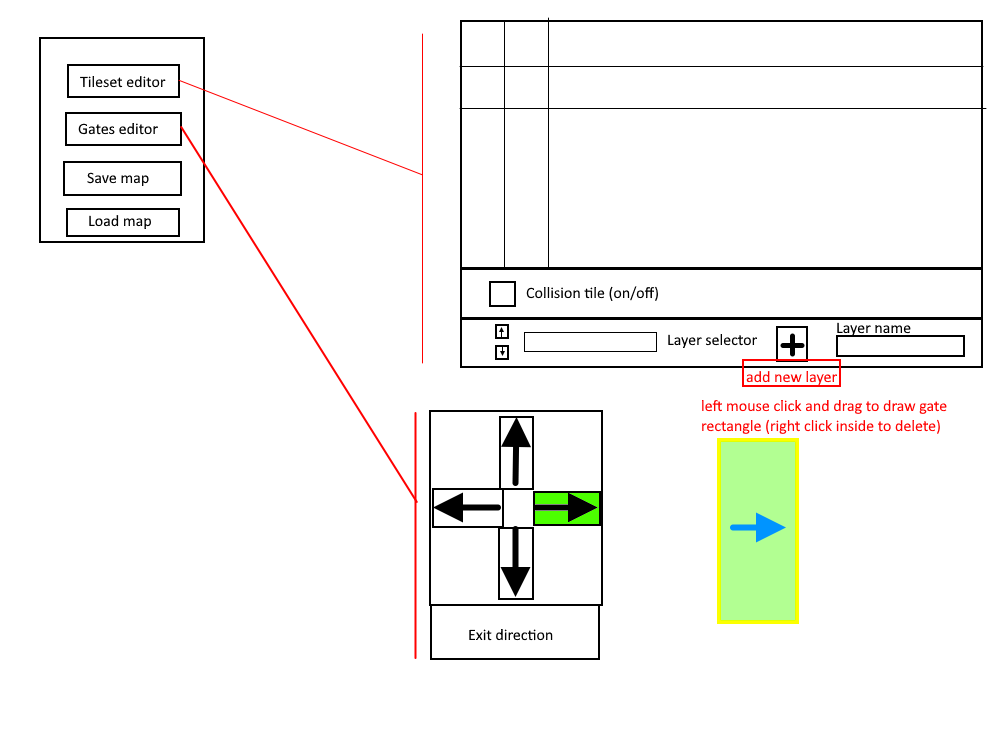 Tileset editor
Gates editor
Save map
Load map
Collision tile (on/off)
Layer selector
Layer name
add new layer
left mouse click and drag to draw gate
rectangle (right click inside to delete)
Exit direction